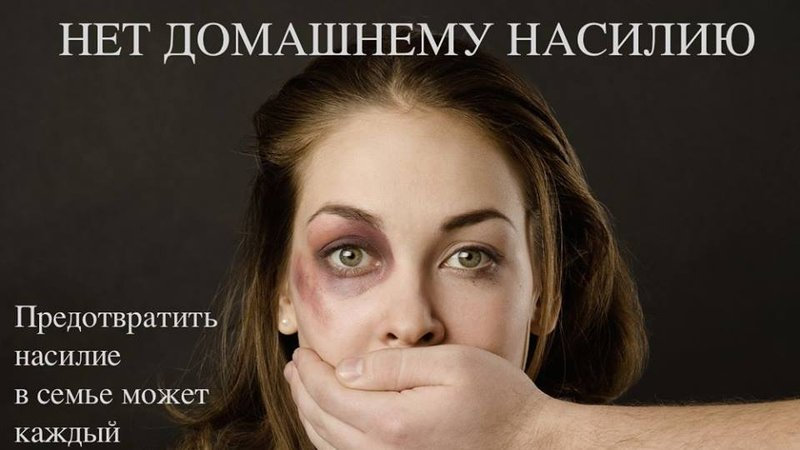 НЕТ ДОМАШНЕМУ НАСИЛИЮ
Предотвратить
насилие
в семье может
каждый